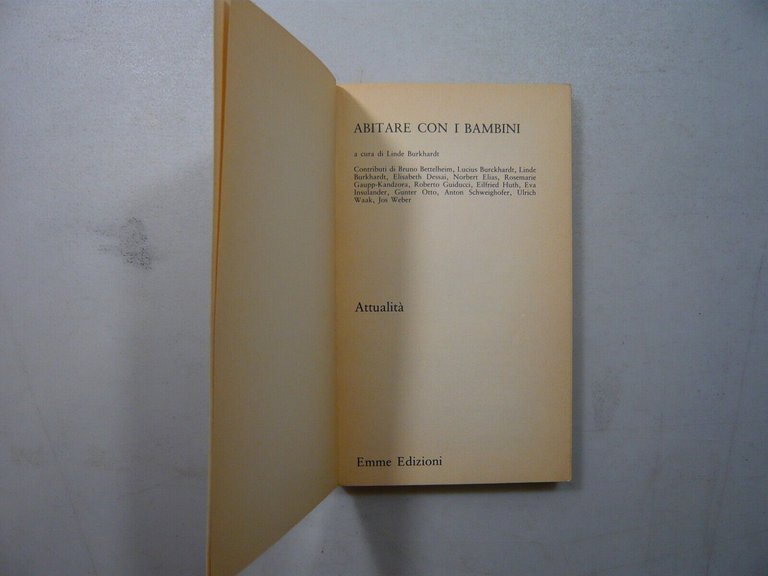 ABITARE CON I BAMBINI
a cura di Linde Burkhardt
Contributi di Bruno Bettelheim, Lucius Burckhardt, Linde
Burkhardt, Elisabeth Dessai, Norbert Elias, Rosemarie
Gaupp-Kandzora, Roberto Guiducci, Eilfried Huth, Eva
Insulander, Gunter Otto, Anton Schweighofer, Ulrich
Waak, Jos Weber
Attualità
Emme Edizioni